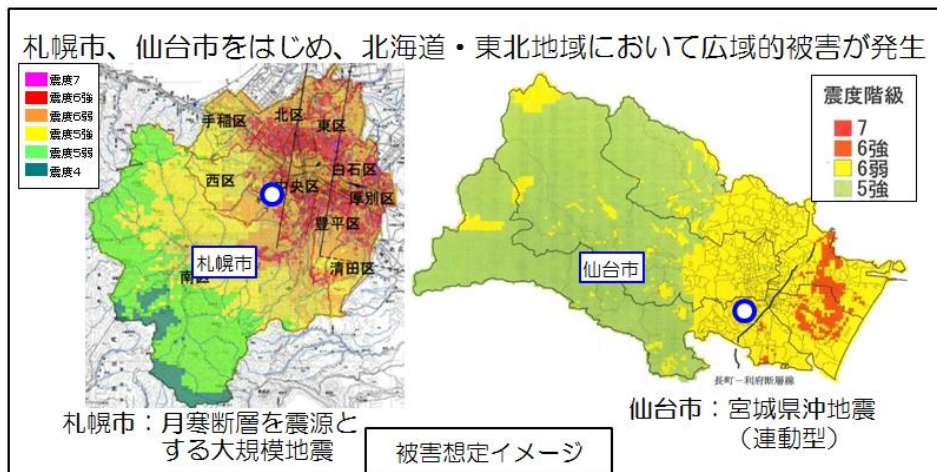 札幌市、仙台市をはじめ、北海道・東北地域において広域的被害が発生
震度7
震度6強
震度6弱
震度5強
震度5弱
震度4
手稲区
北区
東区
西区
中央区
白石区
厚別区
豊平区
清田区
南区
札幌市
札幌市：月寒断層を震源と
する大規模地震
震度階級
7
6強
6弱
5強
仙台市
長町－利府断層線
仙台市：宮城県沖地震
（連動型）
被害想定イメージ